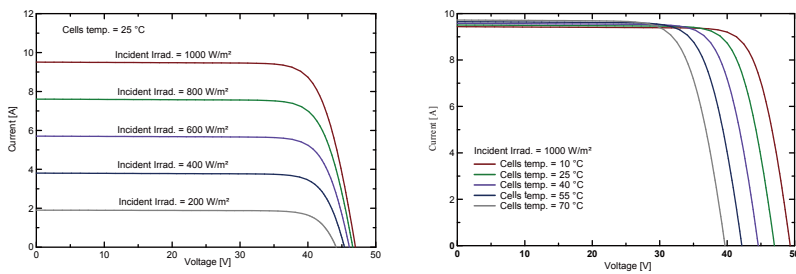 12
10
8
6
4
2
0
Current [A]
Cells temp. = 25 °C
Incident Irrad. = 1000 W/m²
Incident Irrad. = 800 W/m²
Incident Irrad. = 600 W/m²
Incident Irrad. = 400 W/m²
Incident Irrad. = 200 W/m²
0 10 20 30 40 50
Voltage [V]
10
8
6
4
2
0
Current [A]
Incident Irrad. = 1000 W/m²
Cells temp. = 10 °C
Cells temp. = 25 °C
Cells temp. = 40 °C
Cells temp. = 55 °C
Cells temp. = 70 °C
0 10 20 30 40 50
Voltage [V]